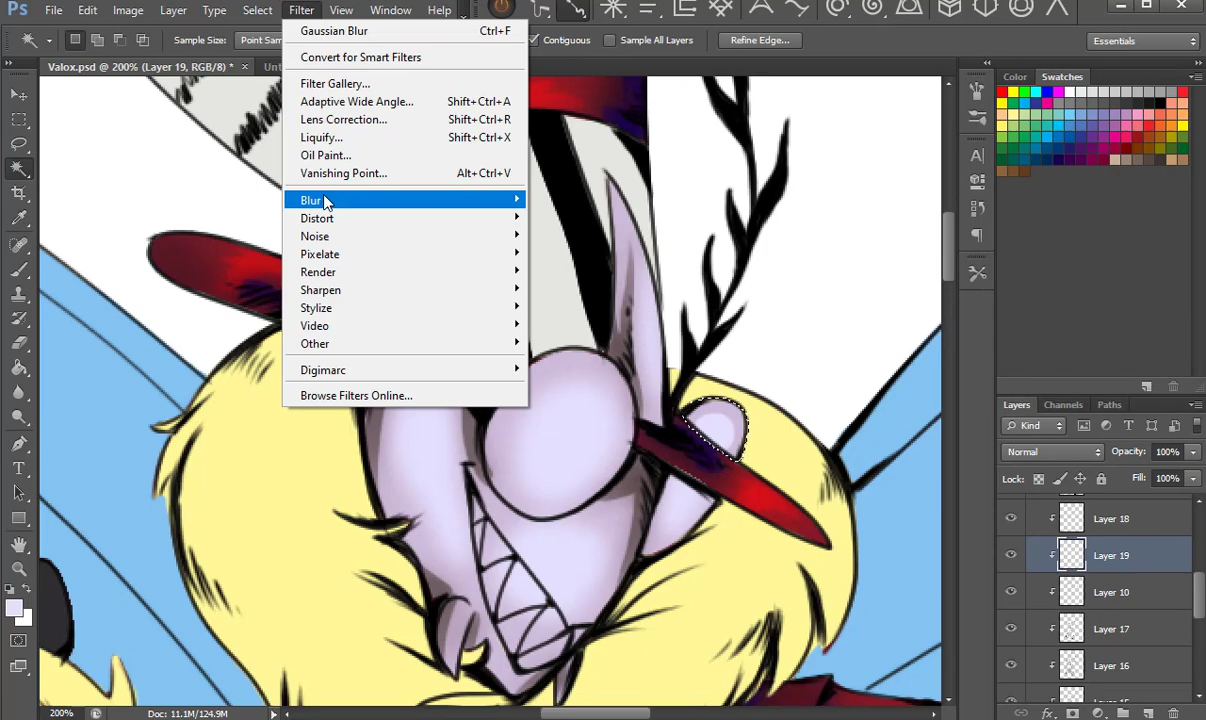 Ps File Edit Image Layer Type Select Filter View Window Help
Sample Size: Point Sam Contiguous Sample All Layers Refine Edge... Essentials
Valox.psd @ 200% (Layer 19, RGB/8) * × Unt
Gaussian Blur Ctrl+F
Convert for Smart Filters
Filter Gallery...
Adaptive Wide Angle... Shift+Ctrl+A
Lens Correction... Shift+Ctrl+R
Liquify... Shift+Ctrl+X
Oil Paint...
Vanishing Point... Alt+Ctrl+V
Blur
Distort
Noise
Pixelate
Render
Sharpen
Stylize
Video
Other
Digimarc
Browse Filters Online...
Color Swatches
Layers Channels Paths
Kind
Normal Opacity: 100%
Lock: Fill: 100%
Layer 18
Layer 19
Layer 10
Layer 17
Layer 16
200% Doc: 11.1M/124.9M